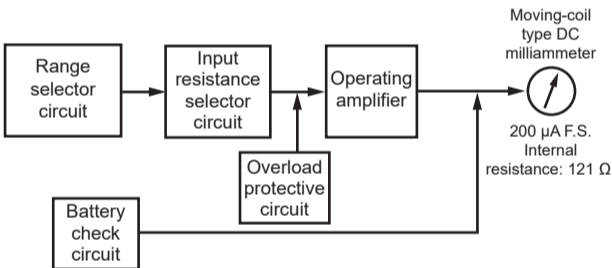 Range
selector
circuit
Input
resistance
selector
circuit
Operating
amplifier
Moving-coil
type DC
milliammeter
200 μA F.S.
Internal
resistance: 121 Ω
Overload
protective
circuit
Battery
check
circuit